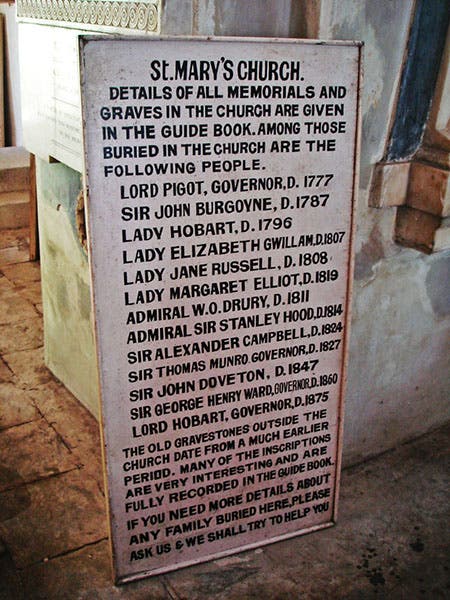 St. MARY'S CHURCH.
DETAILS OF ALL MEMORIALS AND
GRAVES IN THE CHURCH ARE GIVEN
IN THE GUIDE BOOK. AMONG THOSE
BURIED IN THE CHURCH ARE THE
FOLLOWING PEOPLE.
LORD PIGOT, GOVERNOR, D. 1777
SIR JOHN BURGOYNE, D. 1787
LADY HOBART, D. 1796
LADY ELIZABETH GWILLAM, D. 1807
LADY JANE RUSSELL, D. 1808
LADY MARGARET ELLIOT, D. 1819
ADMIRAL W.O. DRURY, D. 1811
ADMIRAL SIR STANLEY HOOD, D. 1814
SIR ALEXANDER CAMPBELL, D. 1824
SIR THOMAS MUNRO. GOVERNOR, D. 1827
SIR JOHN DOVETON, D. 1847
SIR GEORGE HENRY WARD, GOVERNOR, D. 1860
LORD HOBART, GOVERNOR, D. 1875
THE OLD GRAVESTONES OUTSIDE THE
CHURCH DATE FROM A MUCH EARLIER
PERIOD. MANY OF THE INSCRIPTIONS
ARE VERY INTERESTING AND ARE
FULLY RECORDED IN THE GUIDE BOOK.
IF YOU NEED MORE DETAILS ABOUT
ANY FAMILY BURIED HERE, PLEASE
ASK US & WE SHALL TRY TO HELP YOU